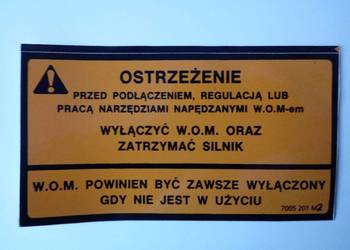 OSTRZEŻENIE
PRZED PODŁĄCZENIEM, REGULACJĄ LUB
PRACĄ NARZĘDZIAMI NAPĘDZANYMI W.O.M-em
WYŁĄCZYĆ W.O.M. ORAZ
ZATRZYMAĆ SILNIK
W.O.M. POWINIEN BYĆ ZAWSZE WYŁĄCZONY
GDY NIE JEST W UŻYCIU
7005 201 M2